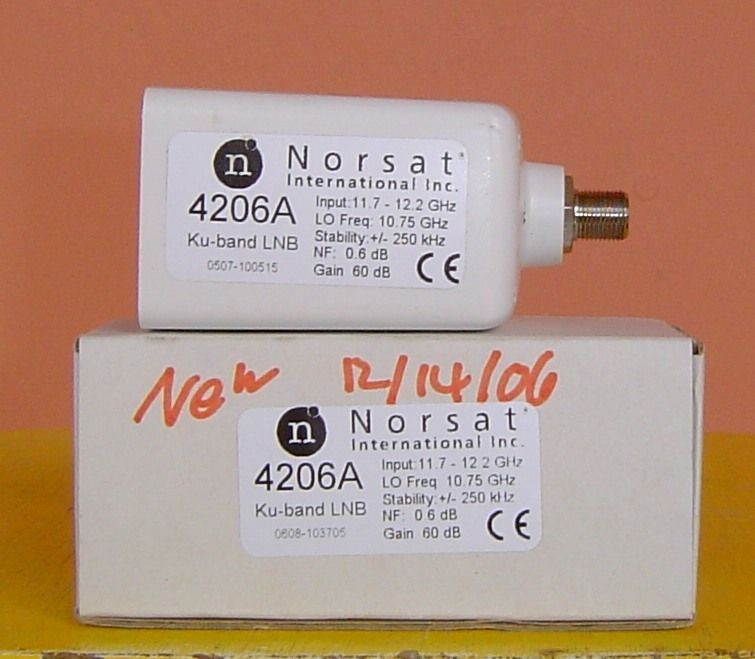 n Norsat
International Inc.
4206A
Ku-band LNB
0507-100515
Input:11.7 - 12.2 GHz
LO Freq: 10.75 GHz
Stability:+/- 250 kHz
NF: 0.6 dB
Gain 60 dB
CE
New 12/14/06
n Norsat
International Inc.
4206A
Ku-band LNB
0608-103705
Input:11.7 - 12.2 GHz
LO Freq 10.75 GHz
Stability:+/- 250 kHz
NF: 0.6 dB
Gain 60 dB
CE